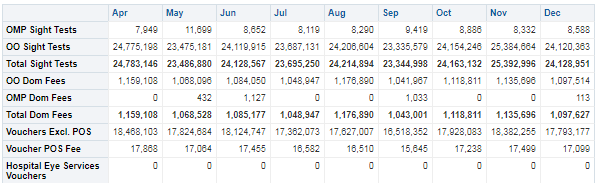 Apr May Jun Jul Aug Sep Oct Nov Dec
OMP Sight Tests 7,949 11,699 8,652 8,119 8,290 9,419 8,886 8,332 8,588
OO Sight Tests 24,775,198 23,475,181 24,119,915 23,687,131 24,206,604 23,335,579 24,154,246 25,384,664 24,120,363
Total Sight Tests 24,783,146 23,486,880 24,128,567 23,695,250 24,214,894 23,344,998 24,163,132 25,392,996 24,128,951
OO Dom Fees 1,159,108 1,068,096 1,084,050 1,048,947 1,176,890 1,041,967 1,118,811 1,135,696 1,097,514
OMP Dom Fees 0 432 1,127 0 0 1,033 0 0 113
Total Dom Fees 1,159,108 1,068,528 1,085,177 1,048,947 1,176,890 1,043,001 1,118,811 1,135,696 1,097,627
Vouchers Excl. POS 18,468,103 17,824,684 18,124,747 17,362,073 17,627,007 16,518,352 17,928,083 18,382,255 17,793,177
Voucher POS Fee 17,868 17,064 17,455 16,582 16,510 15,645 17,238 17,499 17,099
Hospital Eye Services 0 0 0 0 0 0 0 0 0
Vouchers